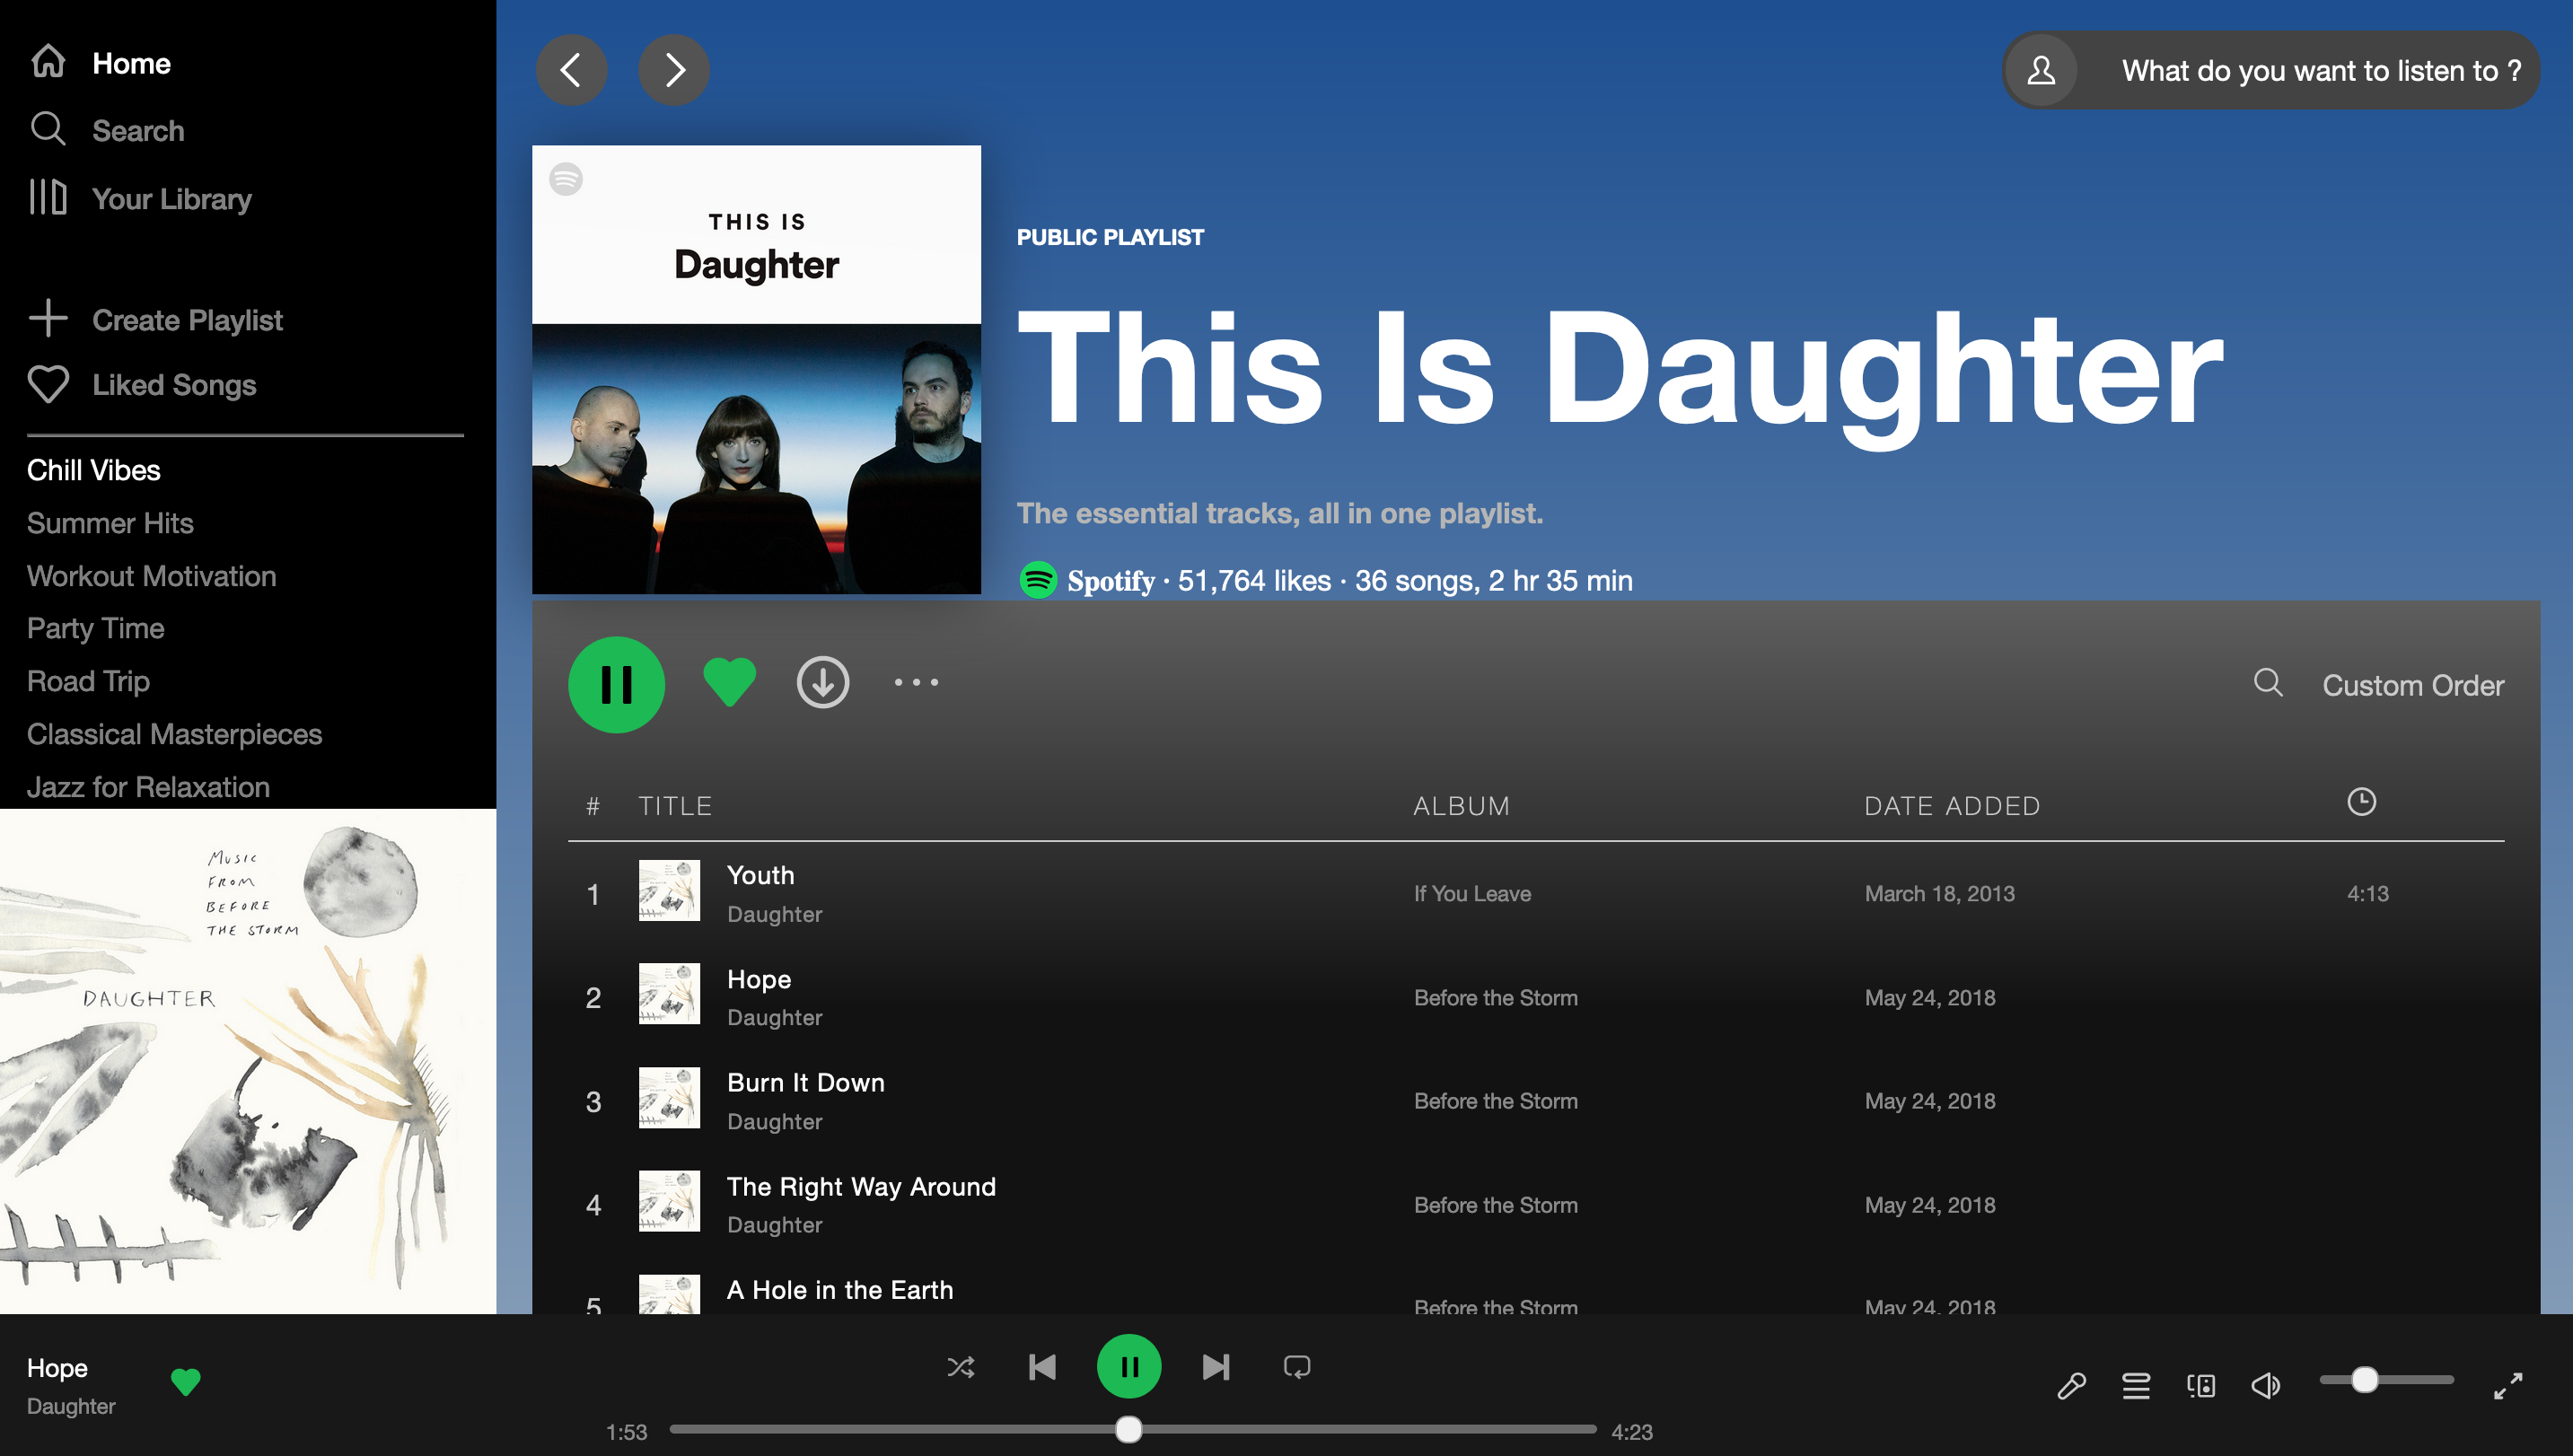 Home
Search
Your Library
Create Playlist
Liked Songs
Chill Vibes
Summer Hits
Workout Motivation
Party Time
Road Trip
Classical Masterpieces
Jazz for Relaxation
MUSIC
FROM
BEFORE
THE STORM
DAUGHTER
What do you want to listen to ?
THIS IS
Daughter
PUBLIC PLAYLIST
This Is Daughter
The essential tracks, all in one playlist.
Spotify · 51,764 likes · 36 songs, 2 hr 35 min
Custom Order
# TITLE ALBUM DATE ADDED
1 Youth Daughter If You Leave March 18, 2013 4:13
2 Hope Daughter Before the Storm May 24, 2018
3 Burn It Down Daughter Before the Storm May 24, 2018
4 The Right Way Around Daughter Before the Storm May 24, 2018
5 A Hole in the Earth Before the Storm May 24, 2018
Hope
Daughter
1:53 4:23